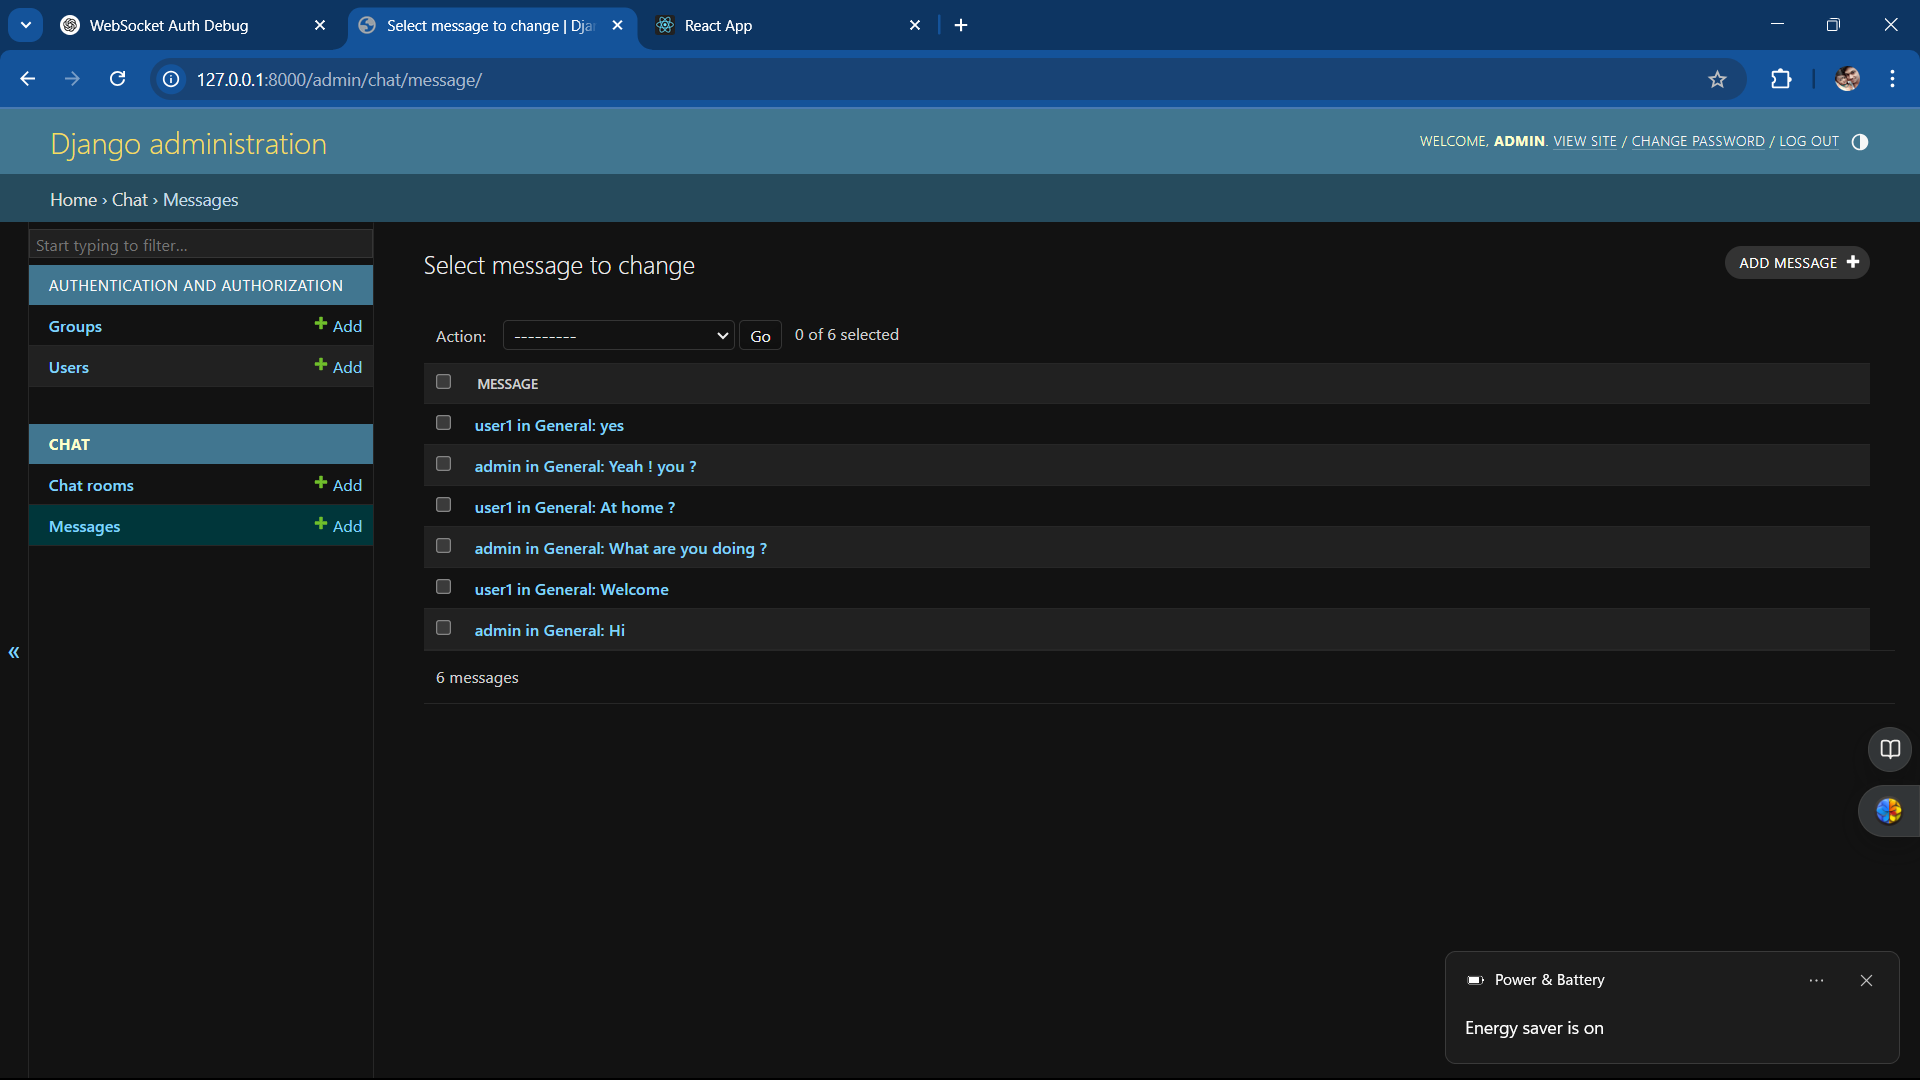 WebSocket Auth Debug
Select message to change | Dja
React App
127.0.0.1:8000/admin/chat/message/
Django administration
WELCOME, ADMIN. VIEW SITE / CHANGE PASSWORD / LOG OUT
Home › Chat › Messages
Start typing to filter...
AUTHENTICATION AND AUTHORIZATION
Groups
Add
Users
Add
CHAT
Chat rooms
Add
Messages
Add
«
Select message to change
ADD MESSAGE
Action:
---------
Go
0 of 6 selected
MESSAGE
user1 in General: yes
admin in General: Yeah ! you ?
user1 in General: At home ?
admin in General: What are you doing ?
user1 in General: Welcome
admin in General: Hi
6 messages
Power & Battery
Energy saver is on